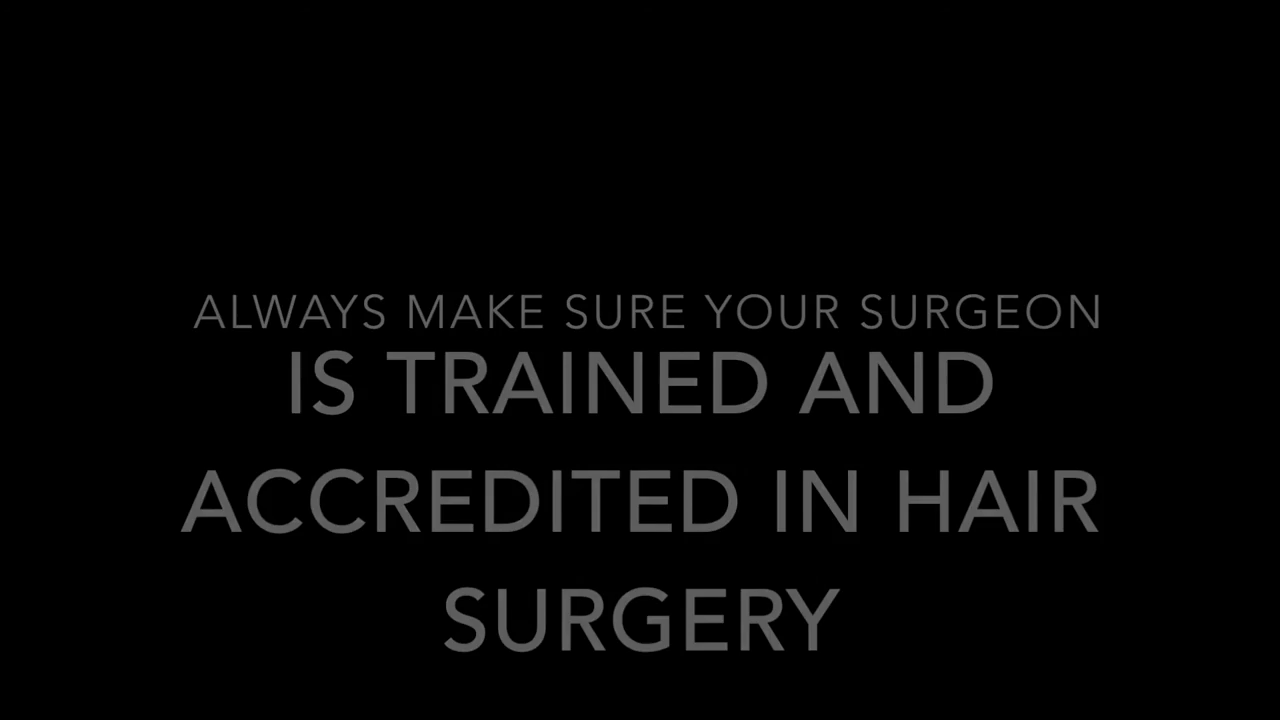 ALWAYS MAKE SURE YOUR SURGEON
IS TRAINED AND
ACCREDITED IN HAIR
SURGERY